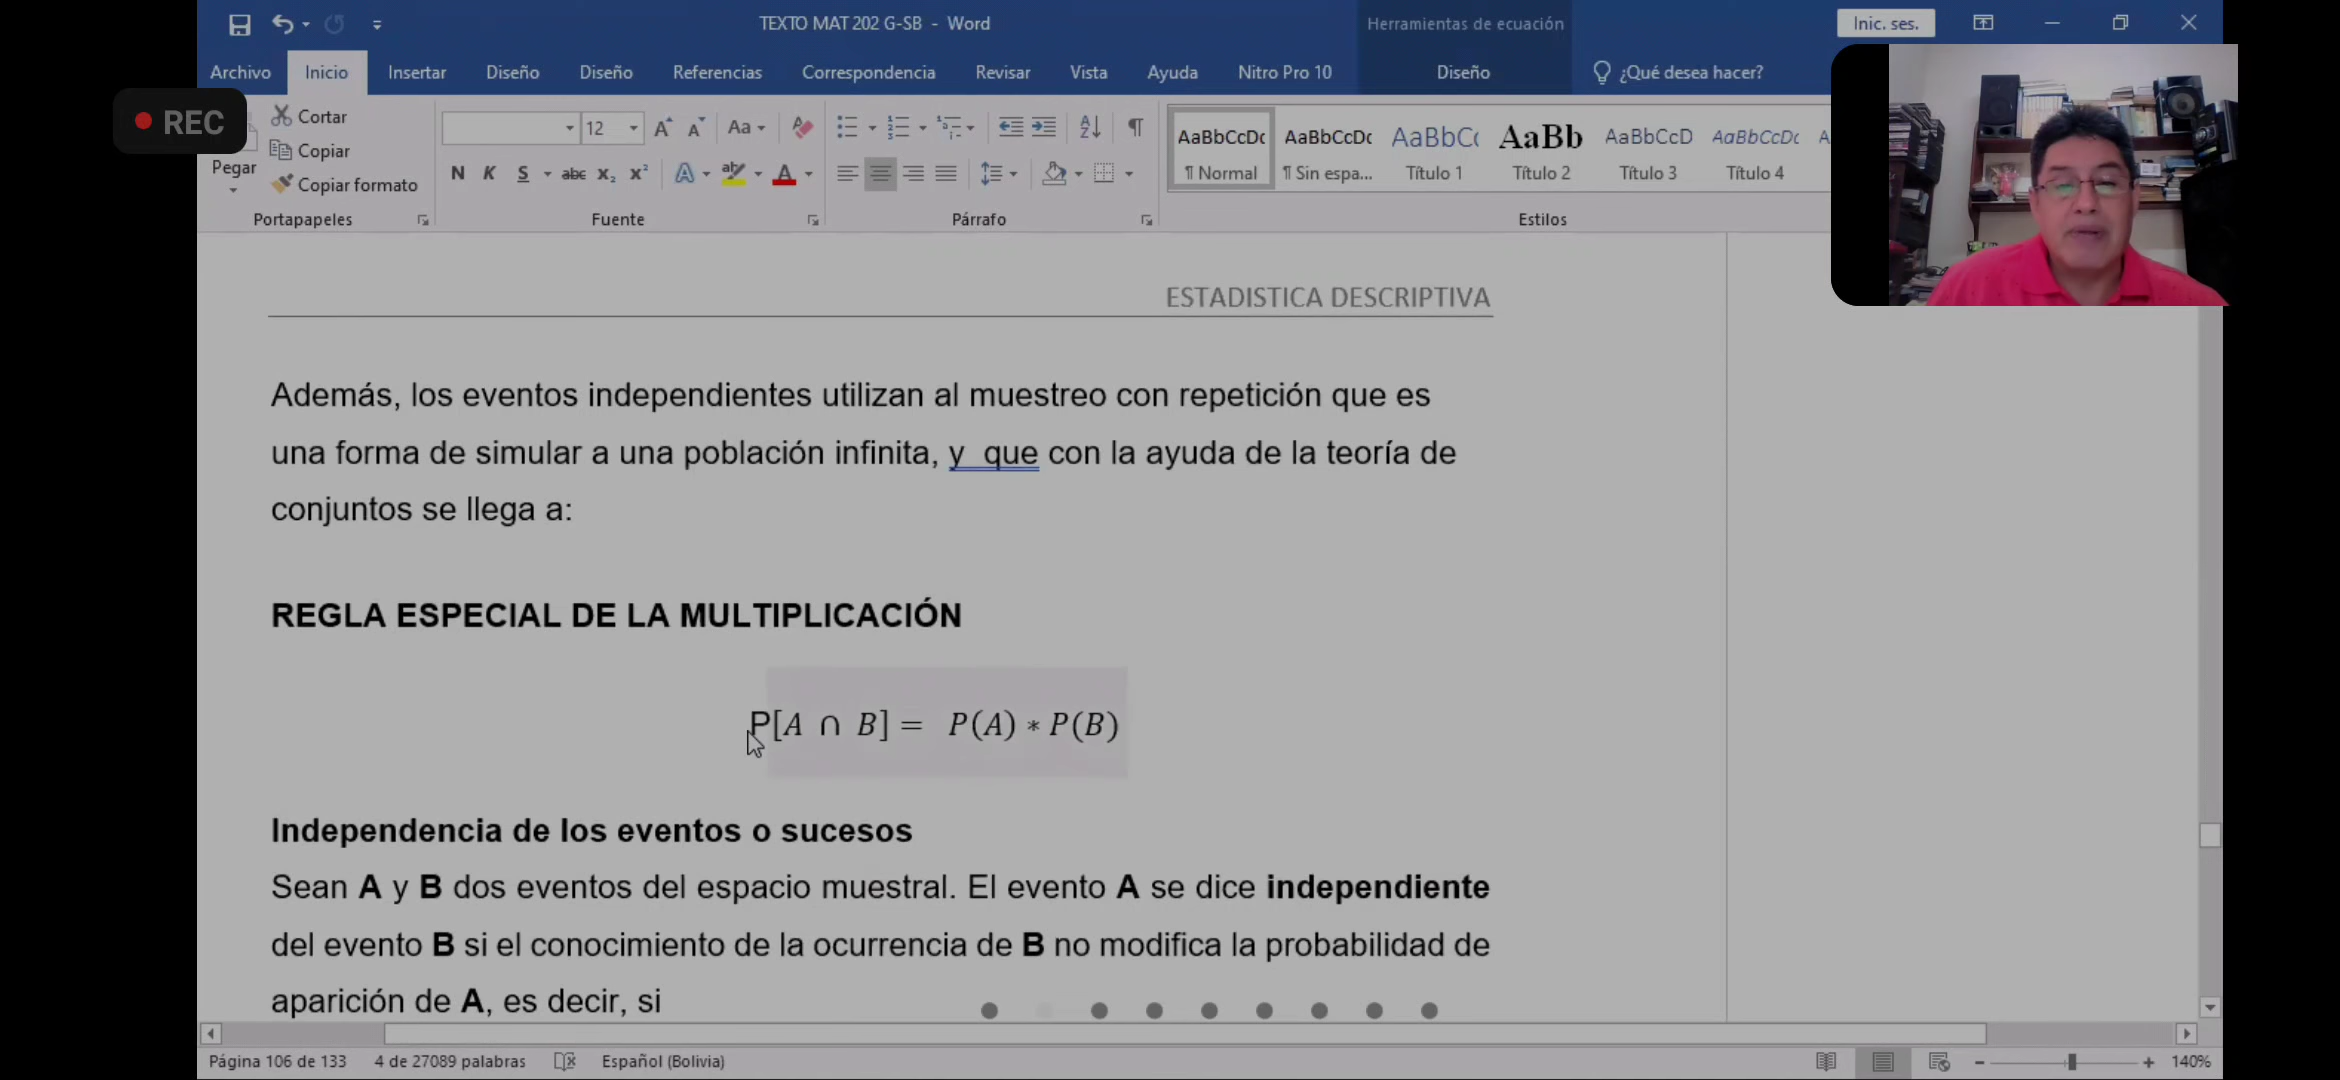 TEXTO MAT 202 G-SB - Word
Herramientas de ecuación
Inic. ses.
Archivo Inicio Insertar Diseño Diseño Referencias Correspondencia Revisar Vista Ayuda Nitro Pro 10 Diseño ¿Qué desea hacer?
REC
Pegar
Cortar
Copiar
Copiar formato
Portapapeles
12
Aa
N K S abc x₂ x²
Fuente
Párrafo
AaBbCcDc AaBbCcDc AaBbC( AaBb AaBbCcD AaBbCcDc A
¶ Normal ¶ Sin espa... Título 1 Título 2 Título 3 Título 4
Estilos
ESTADISTICA DESCRIPTIVA
Además, los eventos independientes utilizan al muestreo con repetición que es
una forma de simular a una población infinita, y que con la ayuda de la teoría de
conjuntos se llega a:
REGLA ESPECIAL DE LA MULTIPLICACIÓN
P[A ∩ B] = P(A) * P(B)
Independencia de los eventos o sucesos
Sean A y B dos eventos del espacio muestral. El evento A se dice independiente
del evento B si el conocimiento de la ocurrencia de B no modifica la probabilidad de
aparición de A, es decir, si
Página 106 de 133 4 de 27089 palabras Español (Bolivia) 140%